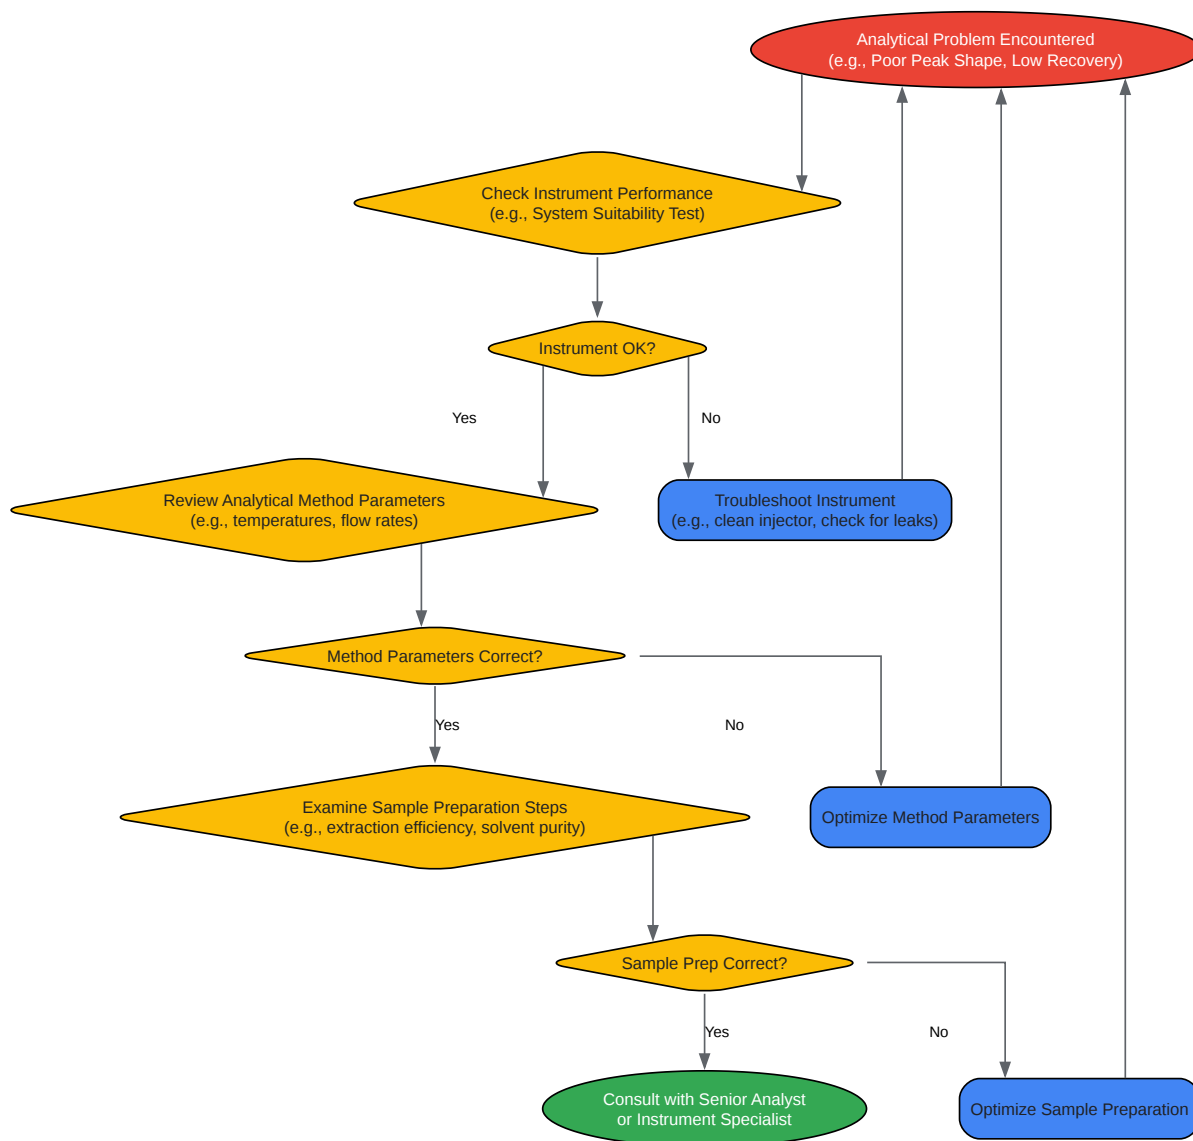 Analytical Problem Encountered
(e.g., Poor Peak Shape, Low Recovery)
Check Instrument Performance
(e.g., System Suitability Test)
Instrument OK?
Yes
No
Review Analytical Method Parameters
(e.g., temperatures, flow rates)
Troubleshoot Instrument
(e.g., clean injector, check for leaks)
Method Parameters Correct?
Yes
No
Examine Sample Preparation Steps
(e.g., extraction efficiency, solvent purity)
Optimize Method Parameters
Sample Prep Correct?
Yes
No
Consult with Senior Analyst
or Instrument Specialist
Optimize Sample Preparation